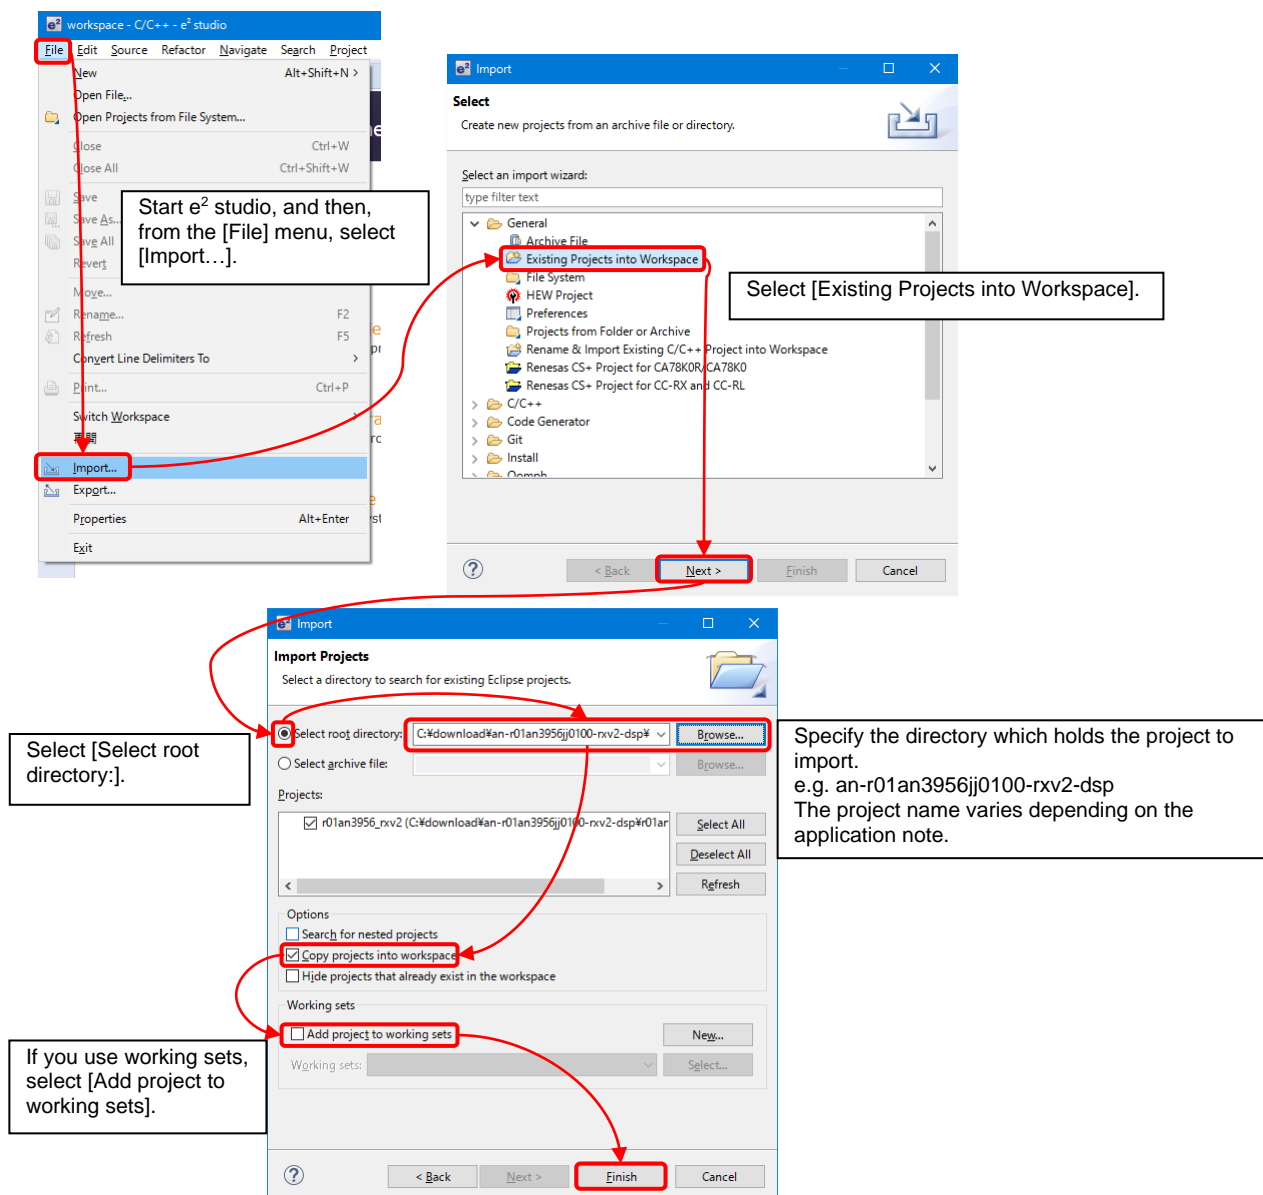 workspace - C/C++ - e² studio
File Edit Source Refactor Navigate Search Project
New Alt+Shift+N >
Open File...
Open Projects from File System...
Close Ctrl+W
Close All Ctrl+Shift+W
Save
Save As...
Save All
Revert
Move...
Rename... F2
Refresh F5
Convert Line Delimiters To >
Print... Ctrl+P
Switch Workspace
再開
Import...
Export...
Properties Alt+Enter
Exit
Start e² studio, and then,
from the [File] menu, select
[Import…].
Import
Select
Create new projects from an archive file or directory.
Select an import wizard:
type filter text
General
Archive File
Existing Projects into Workspace
File System
HEW Project
Preferences
Projects from Folder or Archive
Rename & Import Existing C/C++ Project into Workspace
Renesas CS+ Project for CA78K0R/CA78K0
Renesas CS+ Project for CC-RX and CC-RL
C/C++
Code Generator
Git
Install
Oomph
< Back Next > Finish Cancel
Select [Existing Projects into Workspace].
Import
Import Projects
Select a directory to search for existing Eclipse projects.
Select root directory: C:¥download¥an-r01an3956jj0100-rxv2-dsp¥ Browse...
Select archive file: Browse...
Projects:
r01an3956_rxv2 (C:¥download¥an-r01an3956jj0100-rxv2-dsp¥r01an
Select All
Deselect All
Refresh
Options
Search for nested projects
Copy projects into workspace
Hide projects that already exist in the workspace
Working sets
Add project to working sets New...
Working sets: Select...
< Back Next > Finish Cancel
Select [Select root
directory:].
Specify the directory which holds the project to
import.
e.g. an-r01an3956jj0100-rxv2-dsp
The project name varies depending on the
application note.
If you use working sets,
select [Add project to
working sets].